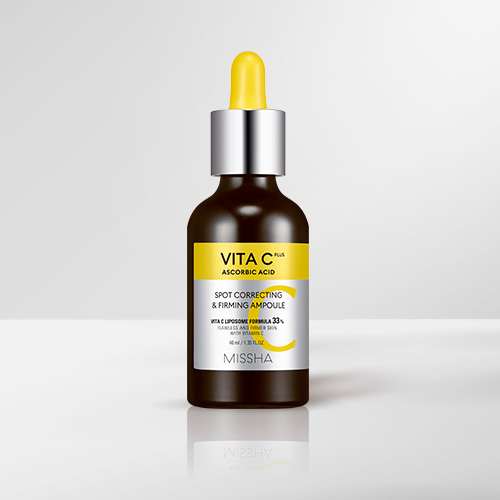 VITA C PLUS
ASCORBIC ACID
SPOT CORRECTING
& FIRMING AMPOULE
VITA C LIPOSOME FORMULA 33%
FLAWLESS AND FIRMER SKIN
WITH VITAMIN C
40 ml / 1.35 FL.OZ
C
MISSHA